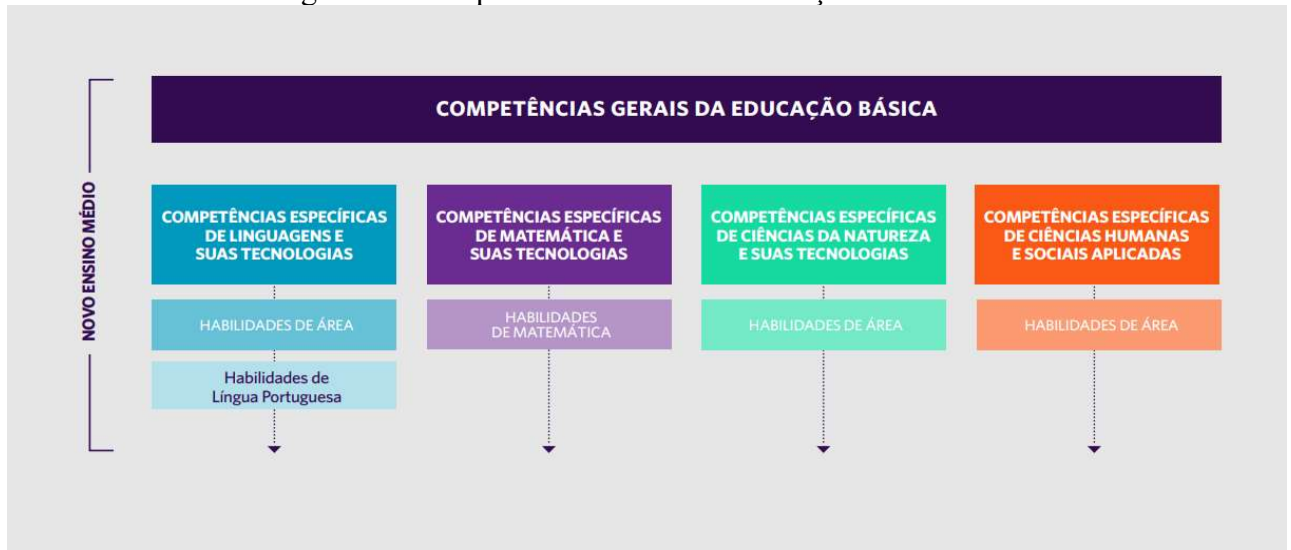 COMPETÊNCIAS GERAIS DA EDUCAÇÃO BÁSICA
NOVO ENSINO MÉDIO
COMPETÊNCIAS ESPECÍFICAS
DE LINGUAGENS E
SUAS TECNOLOGIAS
HABILIDADES DE ÁREA
Habilidades de
Língua Portuguesa
COMPETÊNCIAS ESPECÍFICAS
DE MATEMÁTICA E
SUAS TECNOLOGIAS
HABILIDADES
DE MATEMÁTICA
COMPETÊNCIAS ESPECÍFICAS
DE CIÊNCIAS DA NATUREZA
E SUAS TECNOLOGIAS
HABILIDADES DE ÁREA
COMPETÊNCIAS ESPECÍFICAS
DE CIÊNCIAS HUMANAS
E SOCIAIS APLICADAS
HABILIDADES DE ÁREA